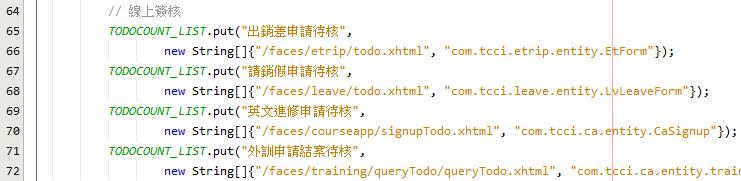 64 // 線上簽核
65 TODOCOUNT_LIST.put("出銷差申請待核",
66 new String[]{"/faces/etrip/todo.xhtml", "com.tcci.etrip.entity.EtForm"});
67 TODOCOUNT_LIST.put("請銷假申請待核",
68 new String[]{"/faces/leave/todo.xhtml", "com.tcci.leave.entity.LvLeaveForm"});
69 TODOCOUNT_LIST.put("英文進修申請待核",
70 new String[]{"/faces/courseapp/signupTodo.xhtml", "com.tcci.ca.entity.CaSignup"});
71 TODOCOUNT_LIST.put("外訓申請結案待核",
72 new String[]{"/faces/training/queryTodo/queryTodo.xhtml", "com.tcci.ca.entity.trai